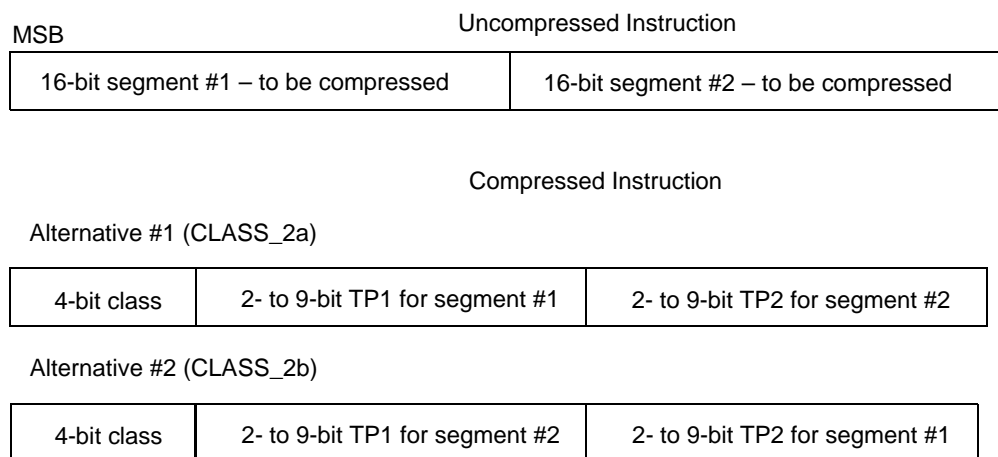 Uncompressed Instruction
MSB
16-bit segment #1 – to be compressed
16-bit segment #2 – to be compressed
Compressed Instruction
Alternative #1 (CLASS_2a)
4-bit class
2- to 9-bit TP1 for segment #1
2- to 9-bit TP2 for segment #2
Alternative #2 (CLASS_2b)
4-bit class
2- to 9-bit TP1 for segment #2
2- to 9-bit TP2 for segment #1